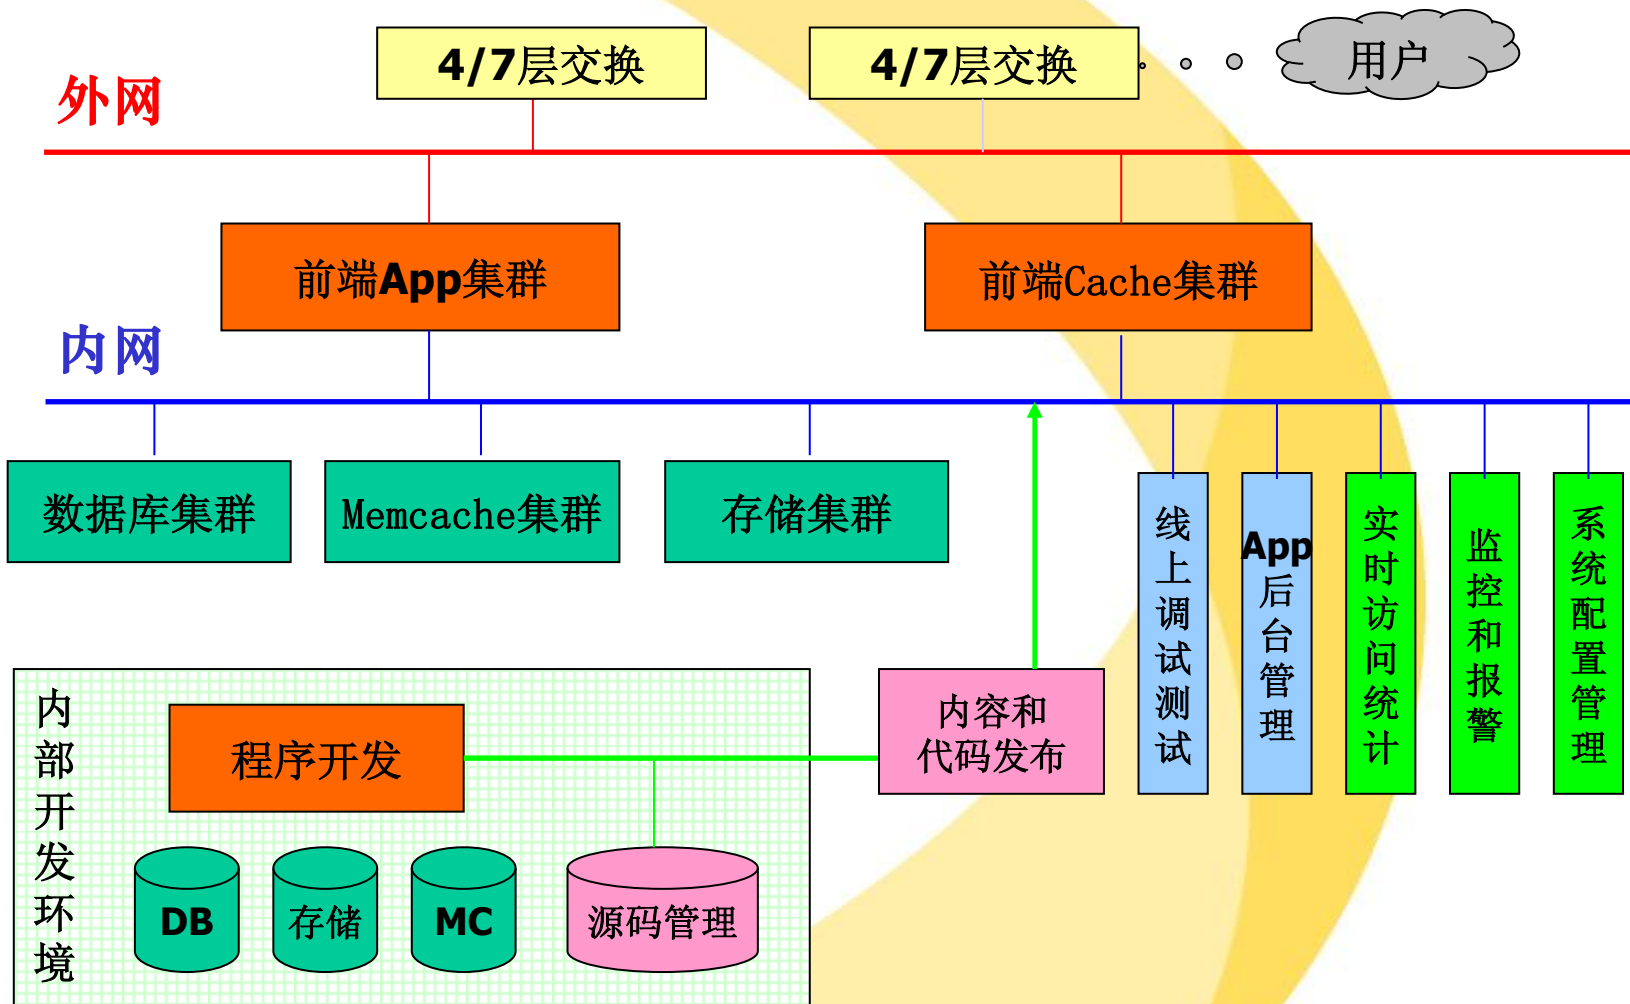 4/7层交换
4/7层交换
用户
外网
前端App集群
前端Cache集群
内网
数据库集群
Memcache集群
存储集群
线上调试测试
App后台管理
实时访问统计
监控和报警
系统配置管理
内部开发环境
程序开发
内容和
代码发布
DB
存储
MC
源码管理